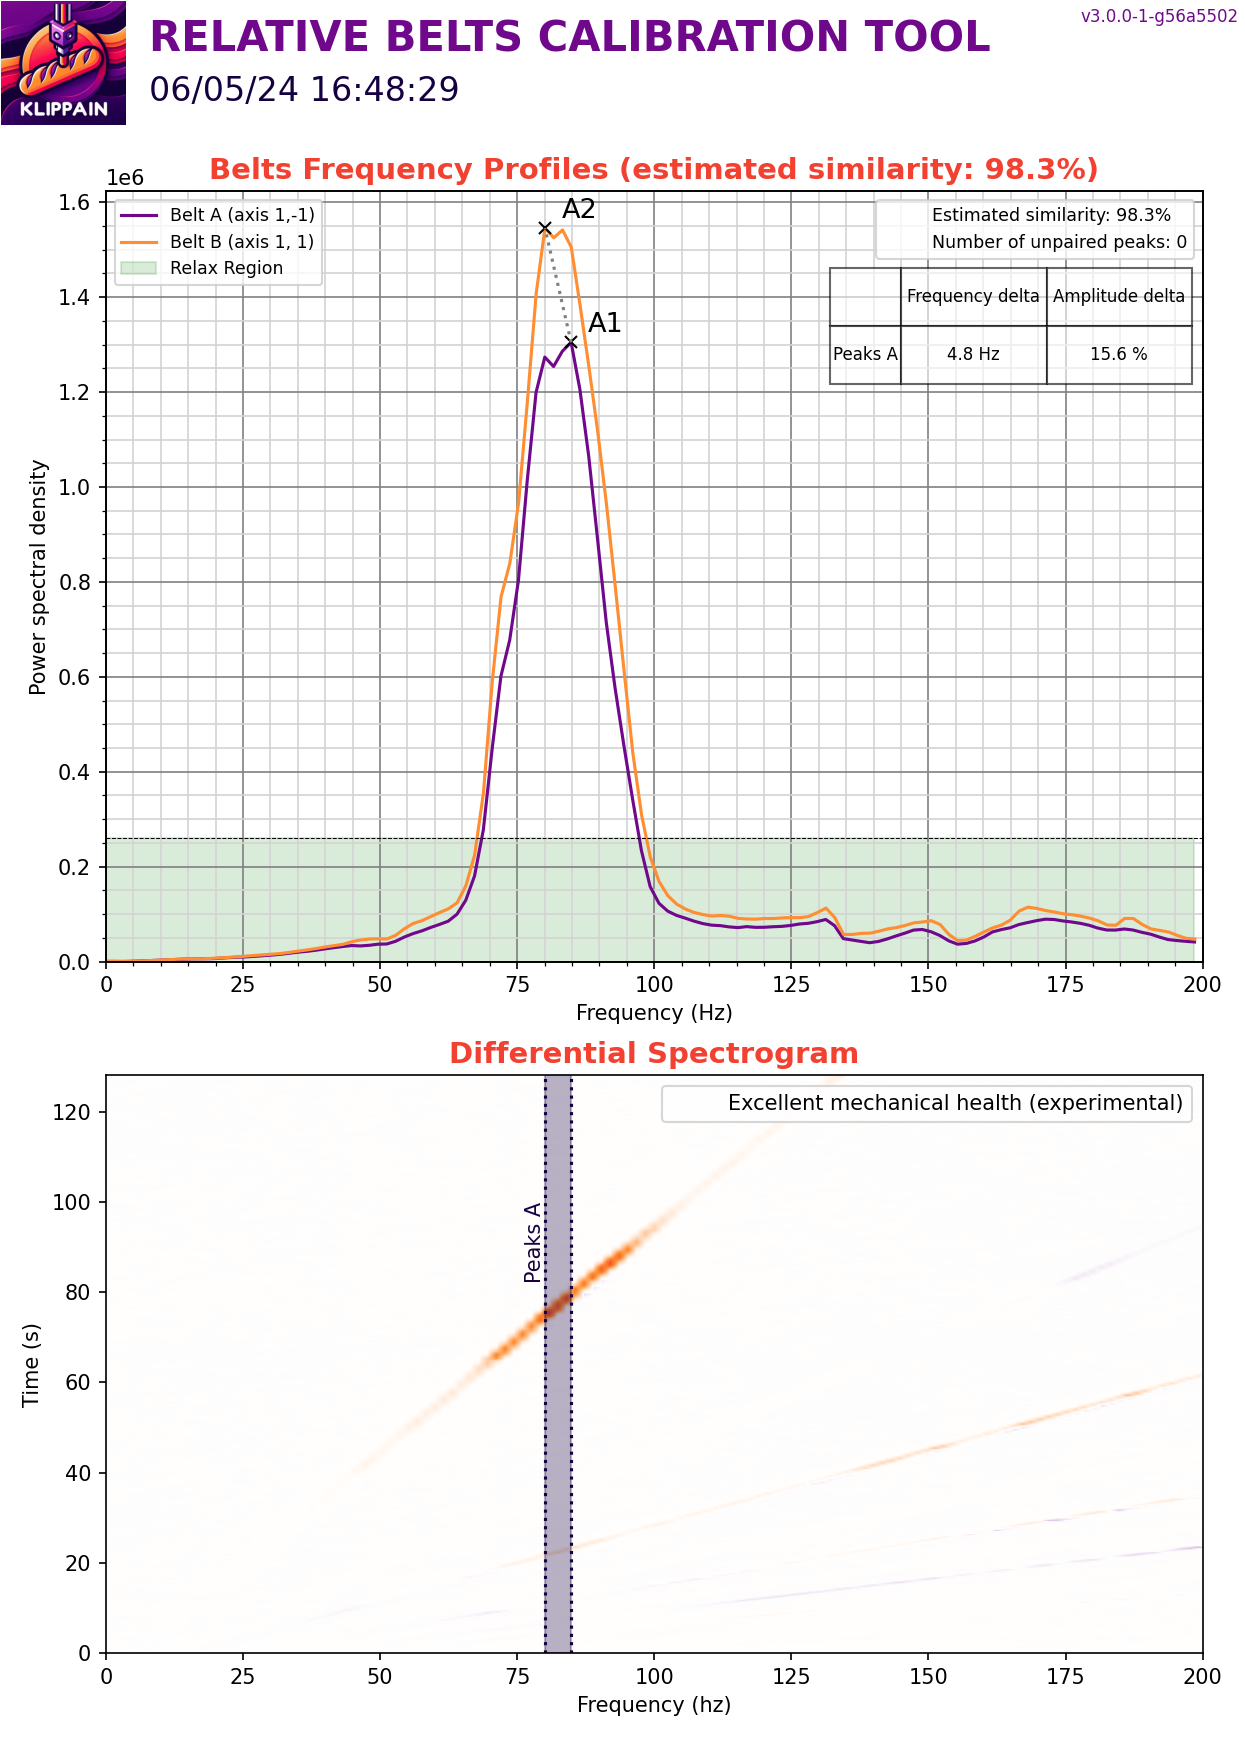 KLIPPAIN
RELATIVE BELTS CALIBRATION TOOL
v3.0.0-1-g56a5502
06/05/24 16:48:29
Belts Frequency Profiles (estimated similarity: 98.3%)
1e6
Belt A (axis 1,-1)
Belt B (axis 1, 1)
Relax Region
Estimated similarity: 98.3%
Number of unpaired peaks: 0
Frequency delta Amplitude delta
Peaks A 4.8 Hz 15.6 %
A2
A1
1.6
1.4
1.2
1.0
0.8
0.6
0.4
0.2
0.0
Power spectral density
0 25 50 75 100 125 150 175 200
Frequency (Hz)
Differential Spectrogram
Excellent mechanical health (experimental)
Peaks A
120
100
80
60
40
20
0
Time (s)
0 25 50 75 100 125 150 175 200
Frequency (hz)